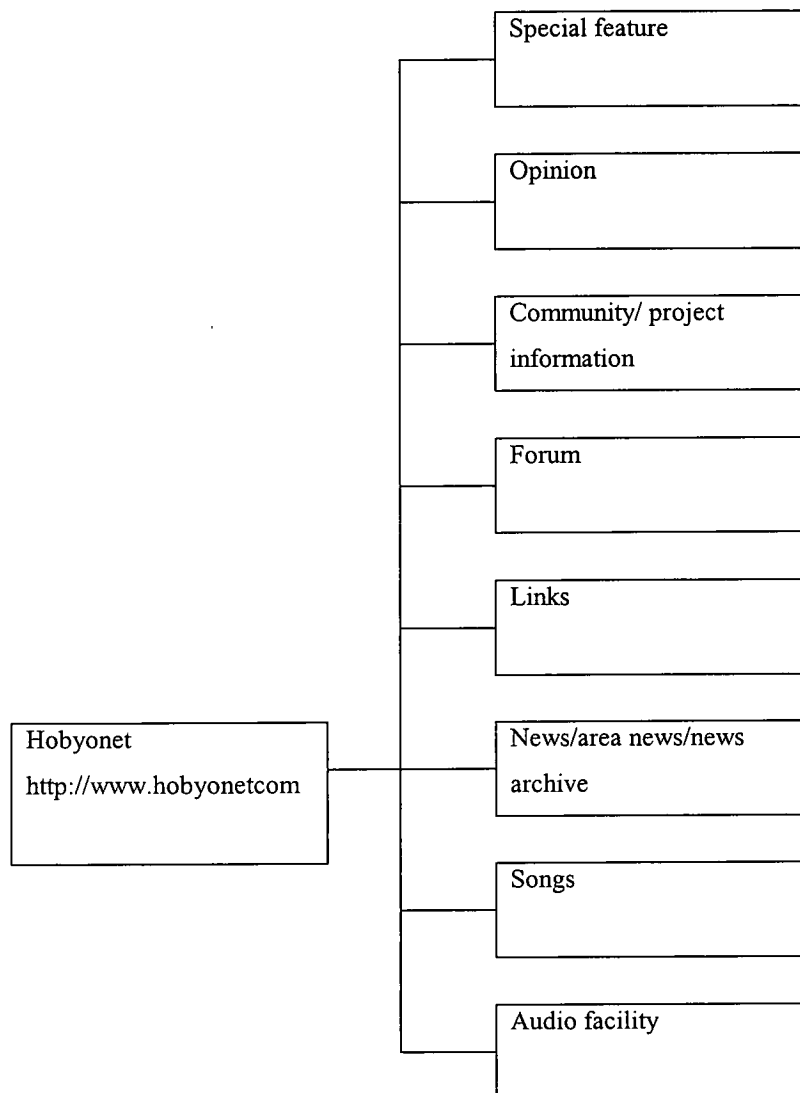 Special feature
Opinion
Community/ project
information
Forum
Links
Hobyonet
http://www.hobyonetcom
News/area news/news
archive
Songs
Audio facility